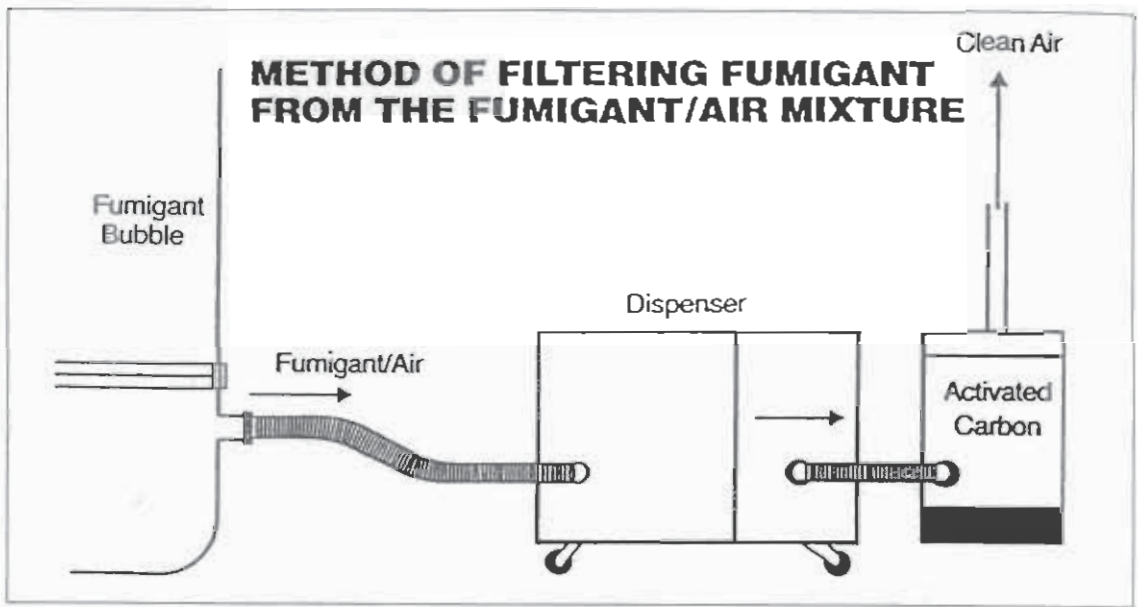 METHOD OF FILTERING FUMIGANT
FROM THE FUMIGANT/AIR MIXTURE
Clean Air
Fumigant
Bubble
Dispenser
Fumigant/Air
Activated
Carbon